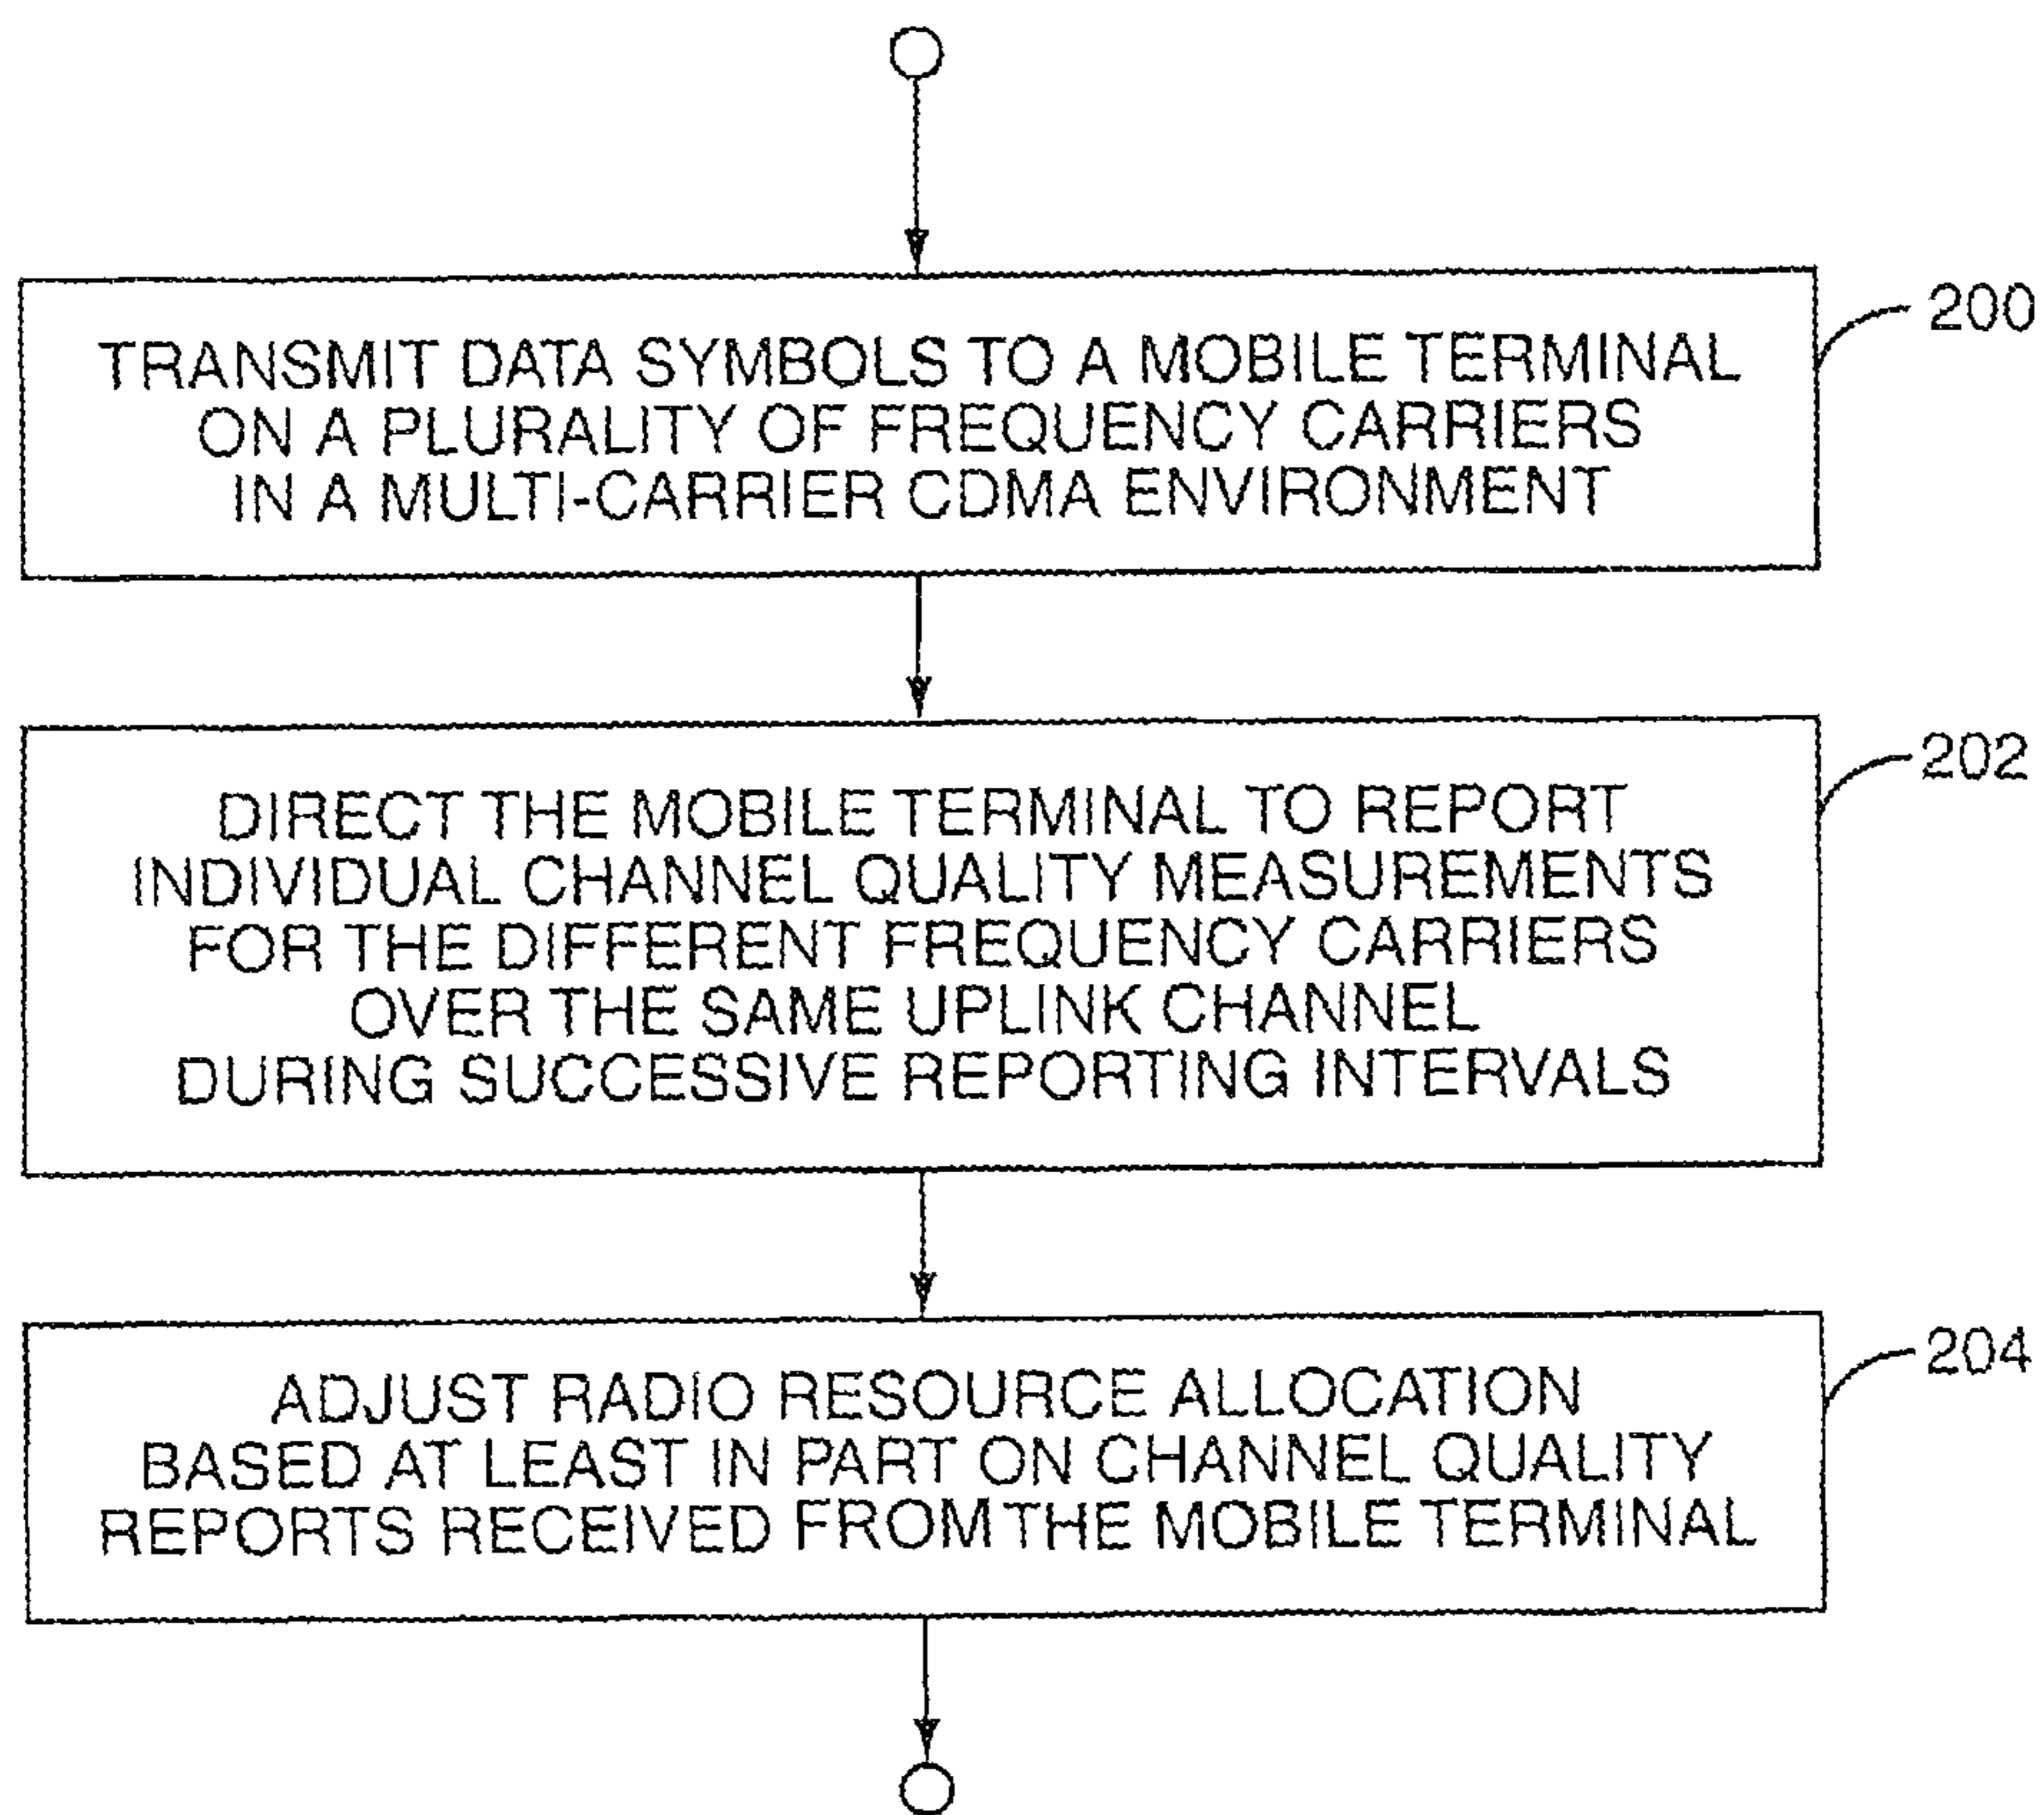 200
TRANSMIT DATA SYMBOLS TO A MOBILE TERMINAL
ON A PLURALITY OF FREQUENCY CARRIERS
IN A MULTI-CARRIER CDMA ENVIRONMENT
202
DIRECT THE MOBILE TERMINAL TO REPORT
INDIVIDUAL CHANNEL QUALITY MEASUREMENTS
FOR THE DIFFERENT FREQUENCY CARRIERS
OVER THE SAME UPLINK CHANNEL
DURING SUCCESSIVE REPORTING INTERVALS
204
ADJUST RADIO RESOURCE ALLOCATION
BASED AT LEAST IN PART ON CHANNEL QUALITY
REPORTS RECEIVED FROM THE MOBILE TERMINAL